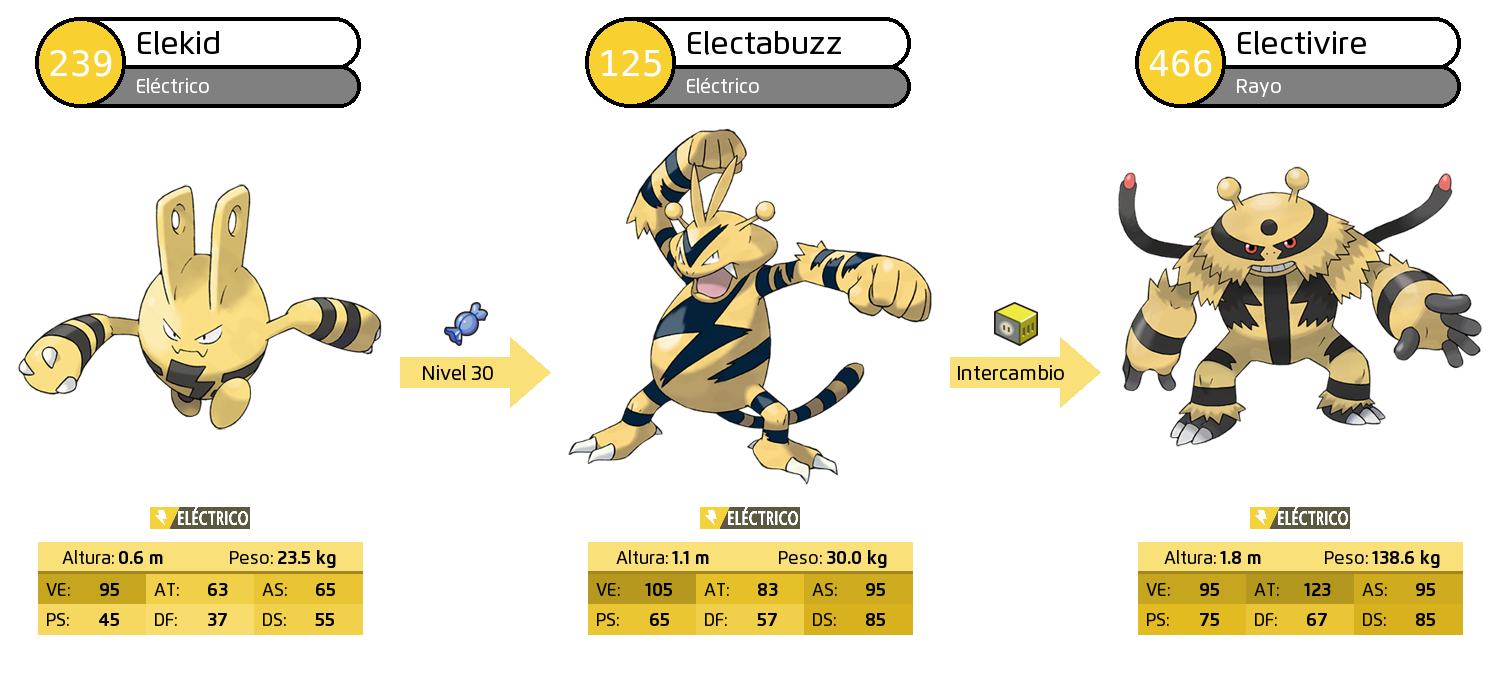 239 Elekid
Eléctrico
125 Electabuzz
Eléctrico
466 Electivire
Rayo
Nivel 30
Intercambio
ELÉCTRICO
Altura: 0.6 m Peso: 23.5 kg
VE: 95 AT: 63 AS: 65
PS: 45 DF: 37 DS: 55
ELÉCTRICO
Altura: 1.1 m Peso: 30.0 kg
VE: 105 AT: 83 AS: 95
PS: 65 DF: 57 DS: 85
ELÉCTRICO
Altura: 1.8 m Peso: 138.6 kg
VE: 95 AT: 123 AS: 95
PS: 75 DF: 67 DS: 85